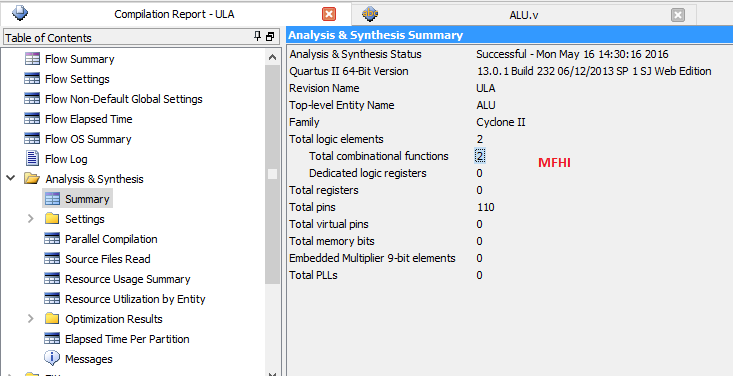 Compilation Report - ULA
ALU.v
Table of Contents
Flow Summary
Flow Settings
Flow Non-Default Global Settings
Flow Elapsed Time
Flow OS Summary
Flow Log
Analysis & Synthesis
Summary
Settings
Parallel Compilation
Source Files Read
Resource Usage Summary
Resource Utilization by Entity
Optimization Results
Elapsed Time Per Partition
Messages
Analysis & Synthesis Summary
Analysis & Synthesis Status Successful - Mon May 16 14:30:16 2016
Quartus II 64-Bit Version 13.0.1 Build 232 06/12/2013 SP 1 SJ Web Edition
Revision Name ULA
Top-level Entity Name ALU
Family Cyclone II
Total logic elements 2
Total combinational functions 2
MFHI
Dedicated logic registers 0
Total registers 0
Total pins 110
Total virtual pins 0
Total memory bits 0
Embedded Multiplier 9-bit elements 0
Total PLLs 0